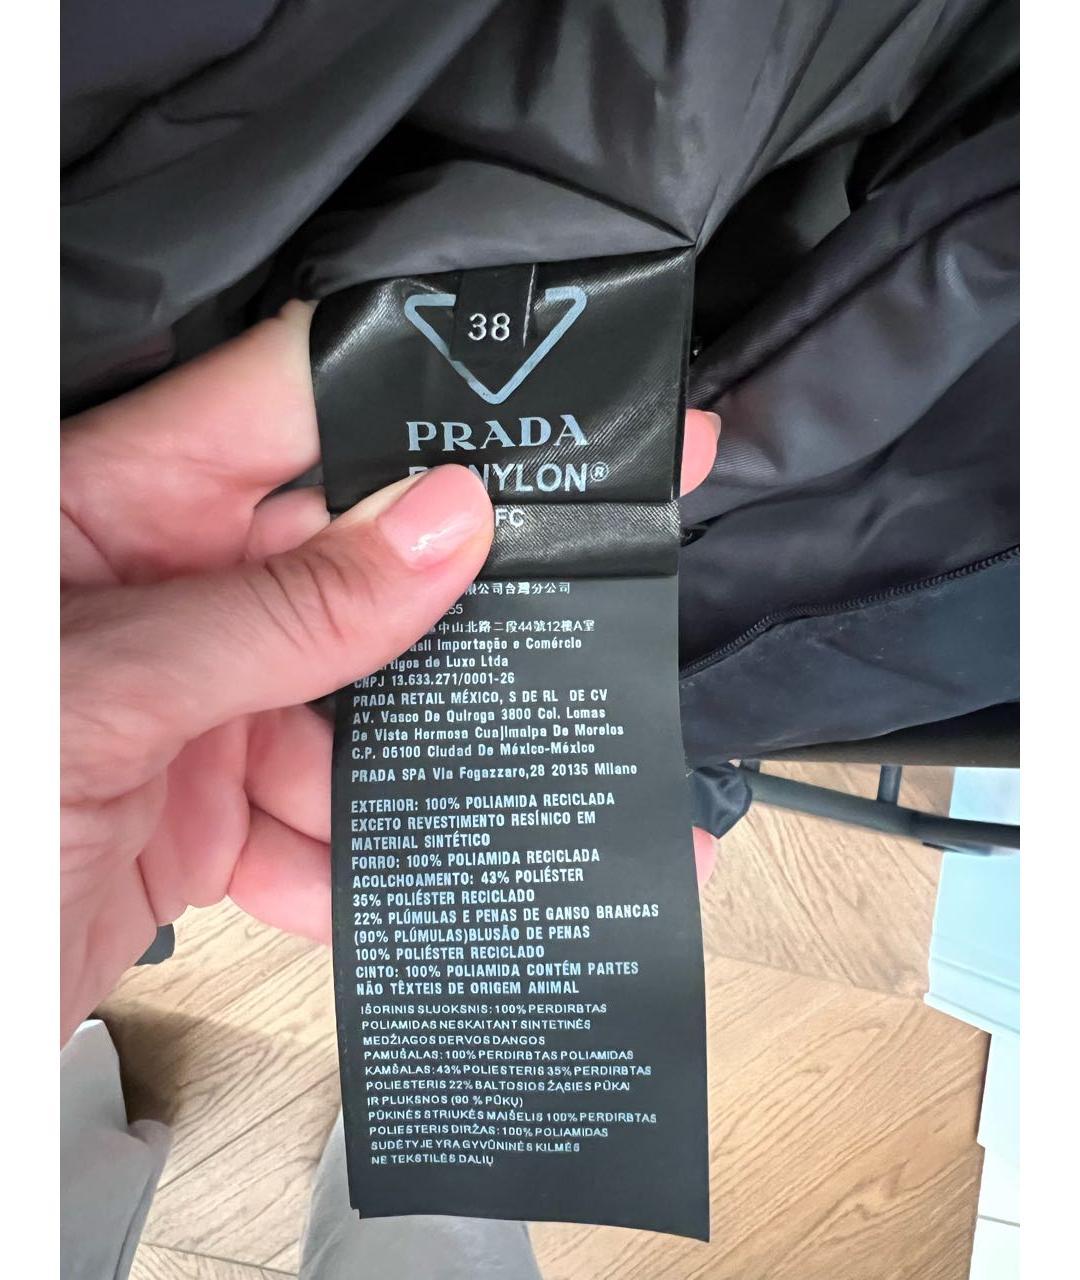 38
PRADA
NYLON®
FC
限公司台灣分公司
中山北路二段44號12樓A室
Importação e Comércio
de Luxo Ltda
CNPJ 13.633.271/0001-26
PRADA RETAIL MÉXICO, S DE RL DE CV
AV. Vasco De Quiroga 3800 Col. Lomas
De Vista Hermosa Cuajimalpa De Morelos
C.P. 05100 Ciudad De México-México
PRADA SPA Via Fogazzaro,28 20135 Milano
EXTERIOR: 100% POLIAMIDA RECICLADA
EXCETO REVESTIMENTO RESÍNICO EM
MATERIAL SINTÉTICO
FORRO: 100% POLIAMIDA RECICLADA
ACOLCHOAMENTO: 43% POLIÉSTER
35% POLIÉSTER RECICLADO
22% PLÚMULAS E PENAS DE GANSO BRANCAS
(90% PLÚMULAS)BLUSÃO DE PENAS
100% POLIÉSTER RECICLADO
CINTO: 100% POLIAMIDA CONTÉM PARTES
NÃO TÊXTEIS DE ORIGEM ANIMAL
IŠORINIS SLUOKSNIS: 100% PERDIRBTAS
POLIAMIDAS NESKAITANT SINTETINĖS
MEDŽIAGOS DERVOS DANGOS
PAMUŠALAS: 100% PERDIRBTAS POLIAMIDAS
KAMŠALAS: 43% POLIESTERIS 35% PERDIRBTAS
POLIESTERIS 22% BALTOSIOS ŽĄSIES PŪKAI
IR PLUKSNOS (90 % PŪKŲ)
PŪKINĖS STRIUKĖS MAIŠELIS 100% PERDIRBTAS
POLIESTERIS DIRŽAS: 100% POLIAMIDAS
SUDĖTYJE YRA GYVŪNINĖS KILMĖS
NE TEKSTILĖS DALIŲ